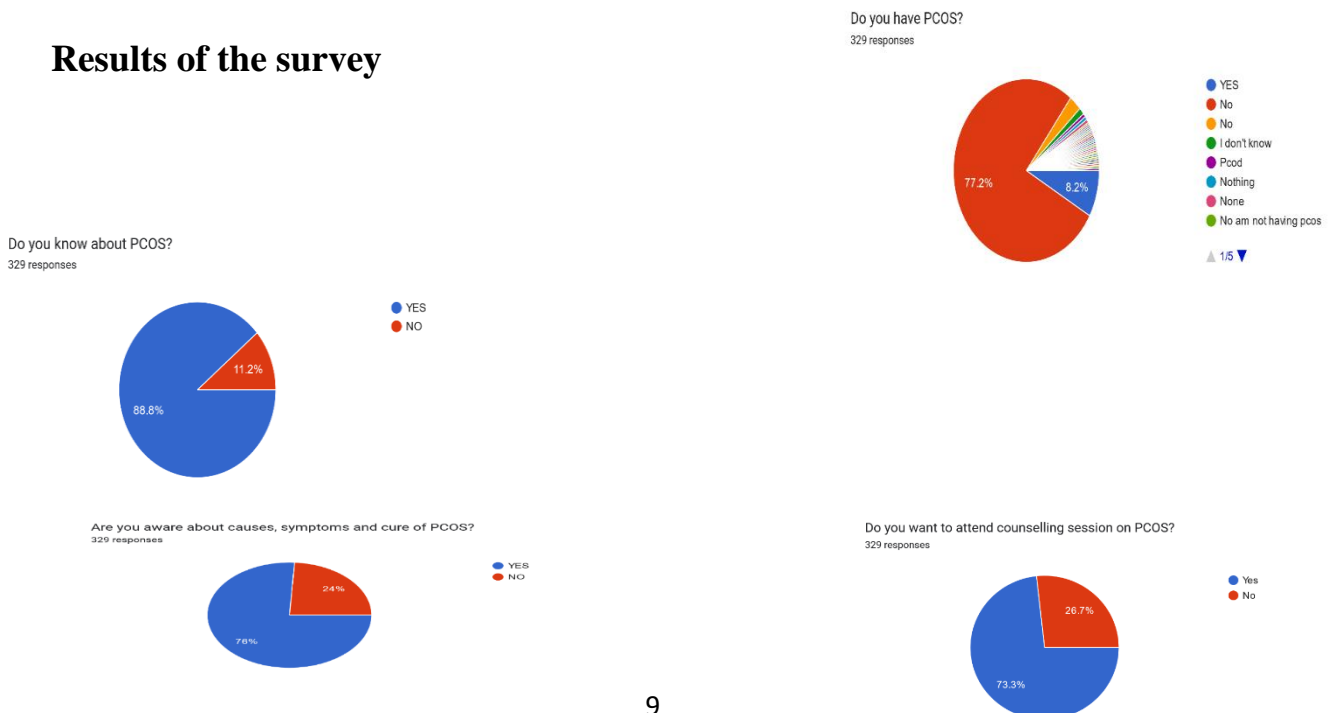 Results of the survey
Do you have PCOS?
329 responses
77.2%
8.2%
YES
No
No
I don't know
Pcod
Nothing
None
No am not having pcos
1/5
Do you know about PCOS?
329 responses
88.8%
11.2%
YES
NO
Are you aware about causes, symptoms and cure of PCOS?
329 responses
76%
24%
YES
NO
Do you want to attend counselling session on PCOS?
329 responses
73.3%
26.7%
Yes
No
9